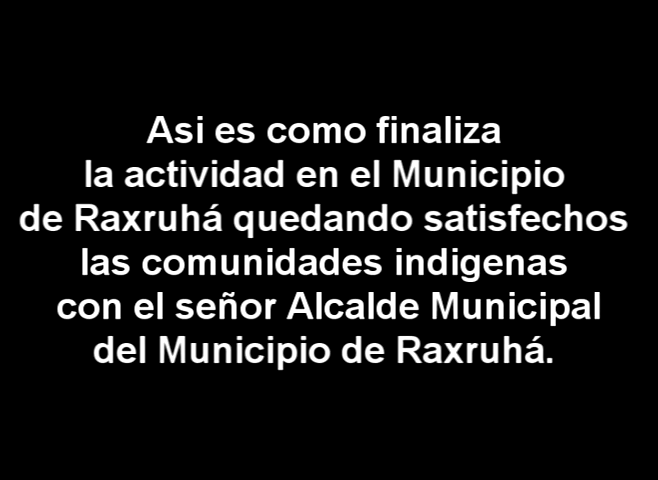 Asi es como finaliza
la actividad en el Municipio
de Raxruhá quedando satisfechos
las comunidades indigenas
con el señor Alcalde Municipal
del Municipio de Raxruhá.